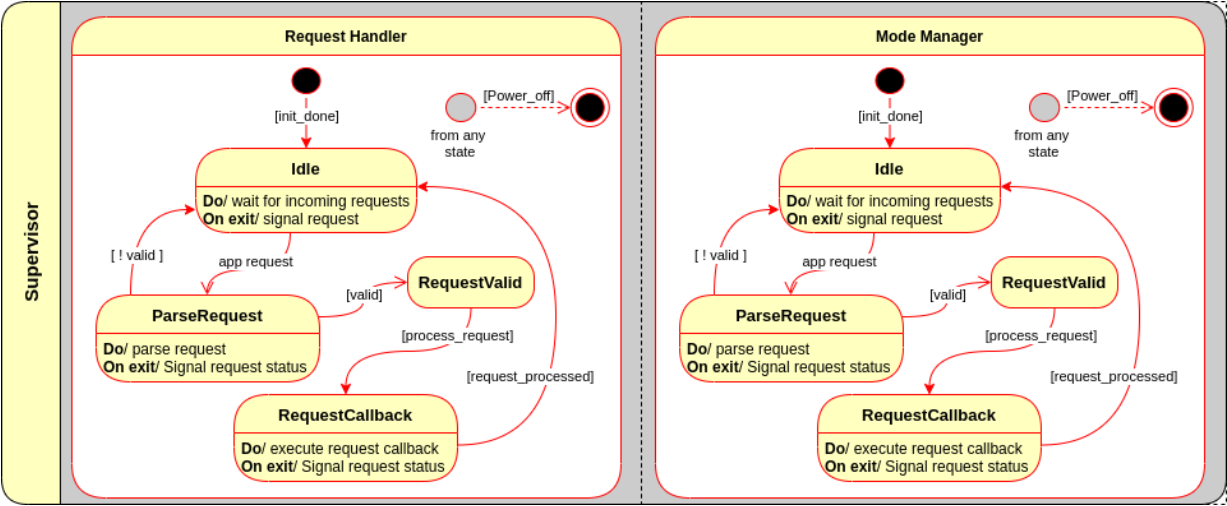 Supervisor
Request Handler
[init_done]
[Power_off]
from any
state
Idle
Do/ wait for incoming requests
On exit/ signal request
[ ! valid ]
app request
RequestValid
[valid]
ParseRequest
Do/ parse request
On exit/ Signal request status
[process_request]
[request_processed]
RequestCallback
Do/ execute request callback
On exit/ Signal request status
Mode Manager
[init_done]
[Power_off]
from any
state
Idle
Do/ wait for incoming requests
On exit/ signal request
[ ! valid ]
app request
RequestValid
[valid]
ParseRequest
Do/ parse request
On exit/ Signal request status
[process_request]
[request_processed]
RequestCallback
Do/ execute request callback
On exit/ Signal request status